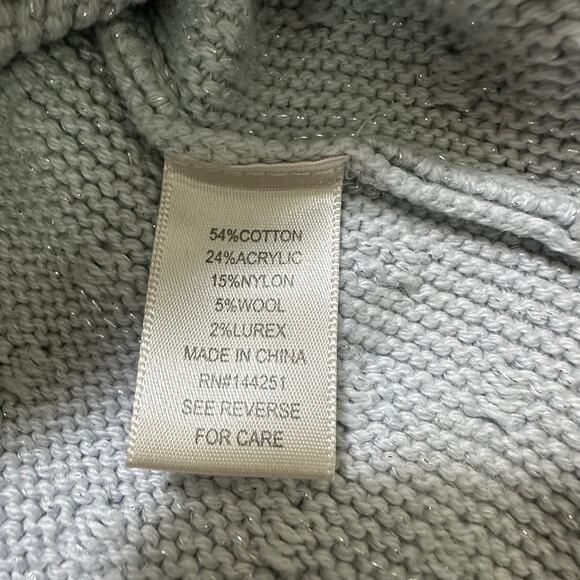 54%COTTON
24%ACRYLIC
15%NYLON
5%WOOL
2%LUREX
MADE IN CHINA
RN#144251
SEE REVERSE
FOR CARE